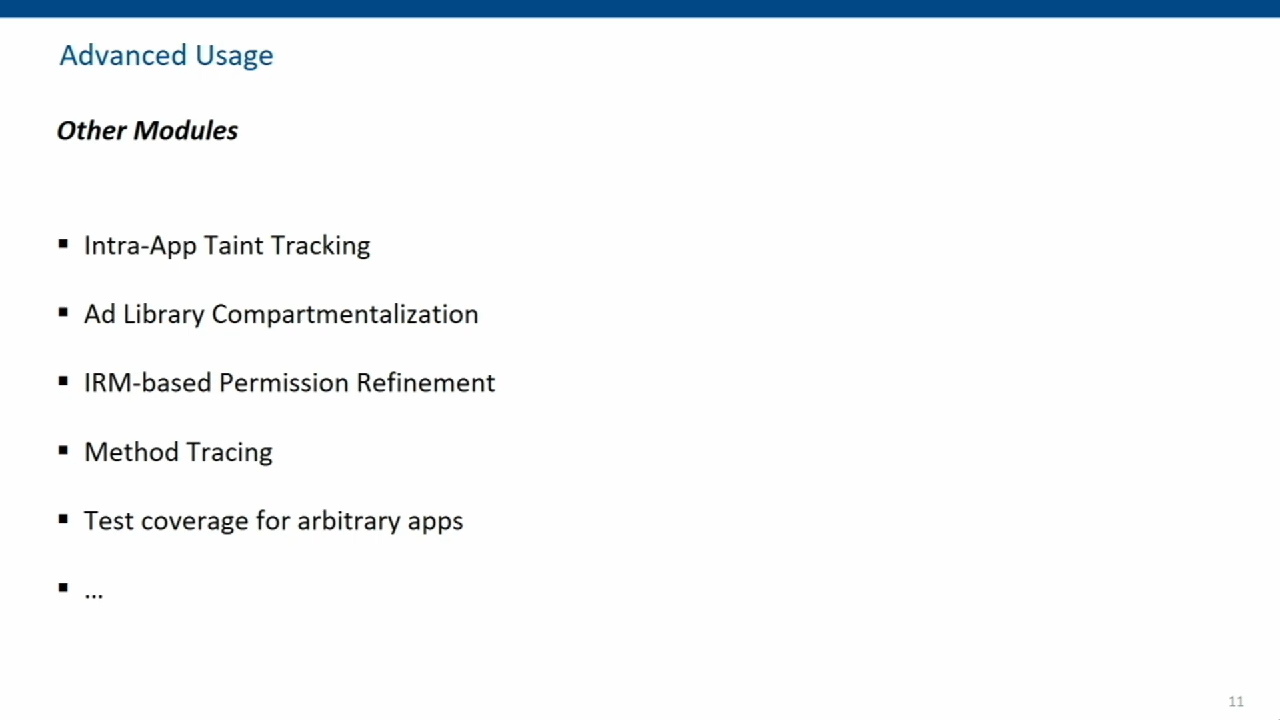 Advanced Usage
Other Modules
▪ Intra-App Taint Tracking
▪ Ad Library Compartmentalization
▪ IRM-based Permission Refinement
▪ Method Tracing
▪ Test coverage for arbitrary apps
▪ ...
11